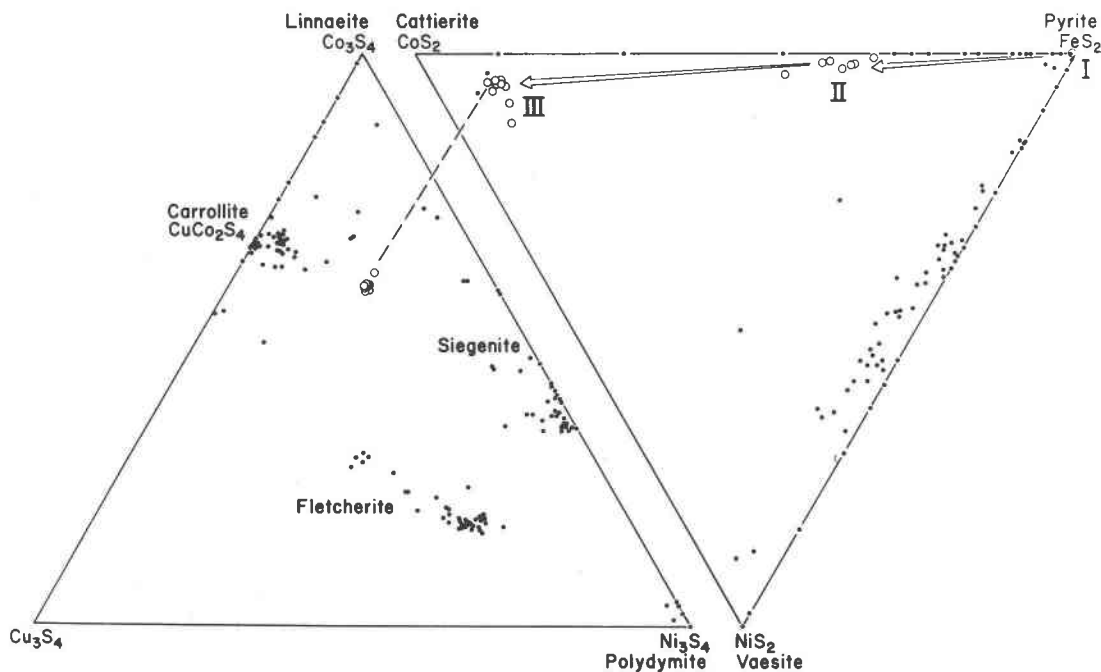 Linnaeite
Co₃S₄
Cattierite
CoS₂
Pyrite
FeS₂
I
II
III
Carrollite
CuCo₂S₄
Siegenite
Fletcherite
Cu₃S₄
Ni₃S₄
Polydymite
NiS₂
Vaesite